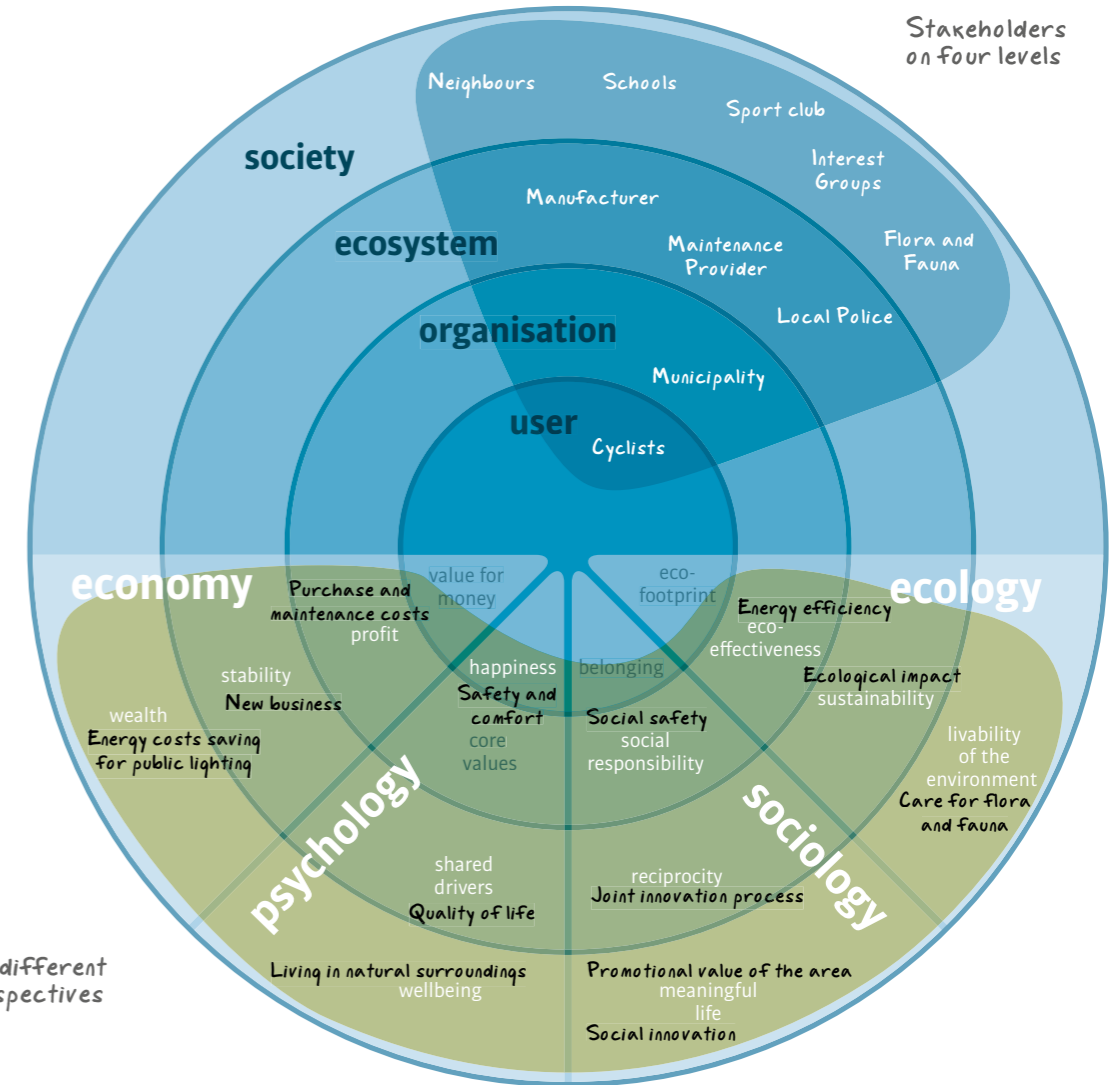 Stakeholders
on four levels
Neighbours
Schools
Sport club
society
Interest
Groups
Manufacturer
ecosystem
Maintenance
Provider
Flora and
Fauna
Local Police
organisation
Municipality
user
Cyclists
economy
Purchase and
maintenance costs
profit
value for
money
eco-
footprint
Energy efficiency
eco-
effectiveness
ecology
stability
New business
happiness
Safety and
comfort
core
values
belonging
Social safety
social
responsibility
Ecological impact
sustainability
wealth
Energy costs saving
for public lighting
livability
of the
environment
Care for flora
and fauna
psychology
sociology
shared
drivers
Quality of life
reciprocity
Joint innovation process
different
spectives
Living in natural surroundings
wellbeing
Promotional value of the area
meaningful
life
Social innovation